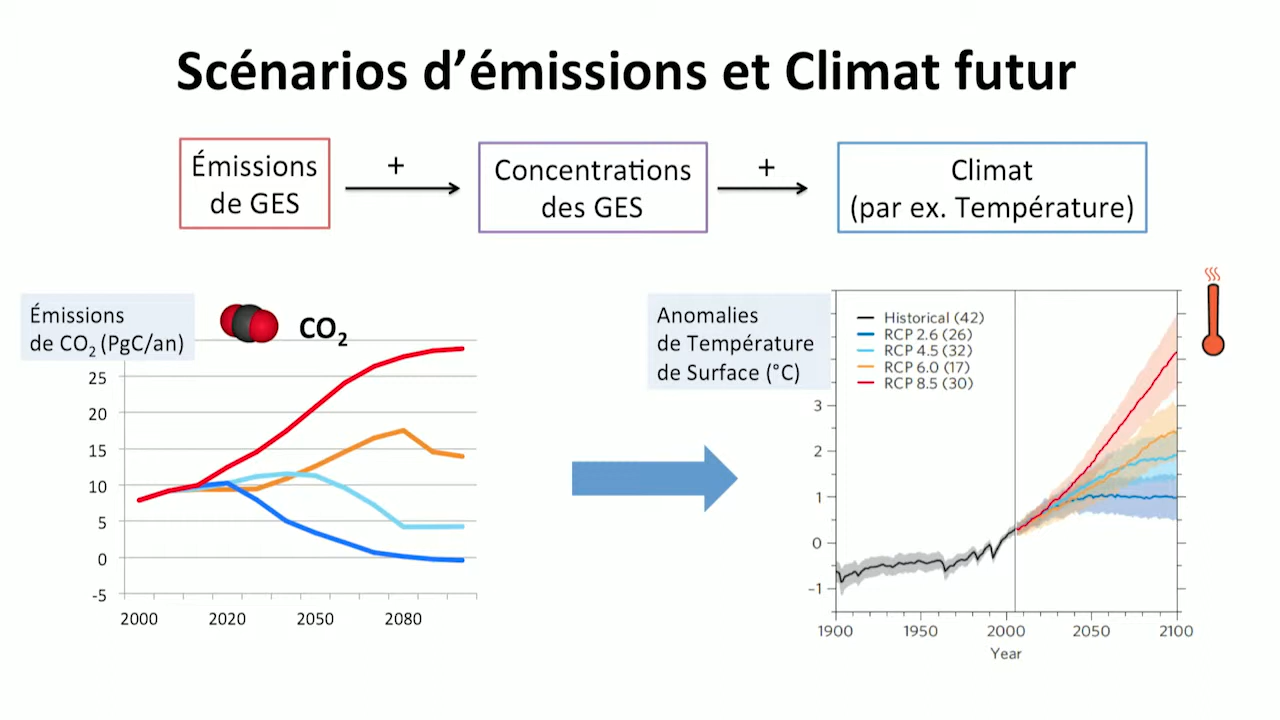 Scénarios d’émissions et Climat futur
Émissions
de GES
+
Concentrations
des GES
+
Climat
(par ex. Température)
Émissions
de CO2 (PgC/an)
CO2
25
20
15
10
5
0
-5
2000
2020
2050
2080
Anomalies
de Température
de Surface (°C)
Historical (42)
RCP 2.6 (26)
RCP 4.5 (32)
RCP 6.0 (17)
RCP 8.5 (30)
3
2
1
0
−1
1900
1950
2000
2050
2100
Year